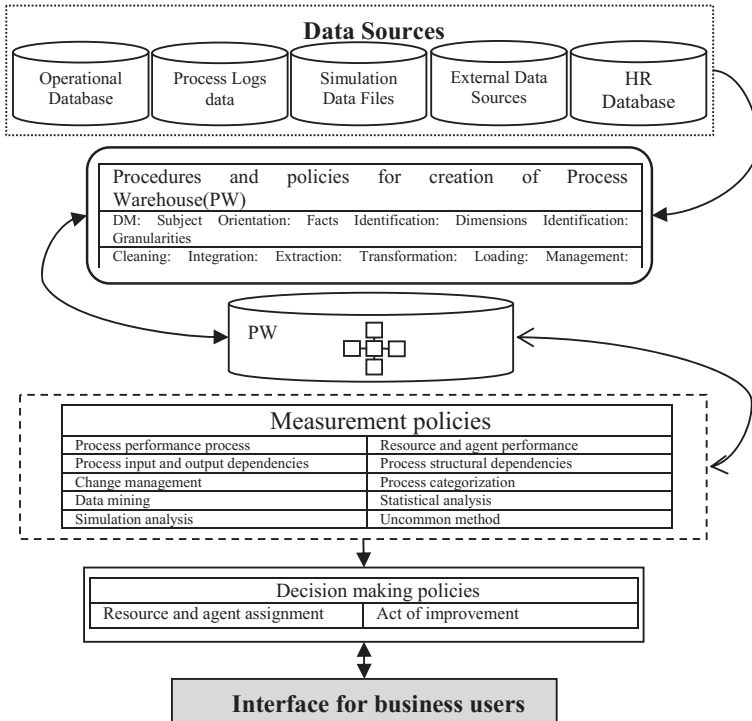 Data Sources
Operational
Database
Process Logs
data
Simulation
Data Files
External Data
Sources
HR
Database
Procedures and policies for creation of Process
Warehouse(PW)
DM: Subject Orientation: Facts Identification: Dimensions Identification:
Granularities
Cleaning: Integration: Extraction: Transformation: Loading: Management:
PW
Measurement policies
Process performance process
Resource and agent performance
Process input and output dependencies
Process structural dependencies
Change management
Process categorization
Data mining
Statistical analysis
Simulation analysis
Uncommon method
Decision making policies
Resource and agent assignment
Act of improvement
Interface for business users